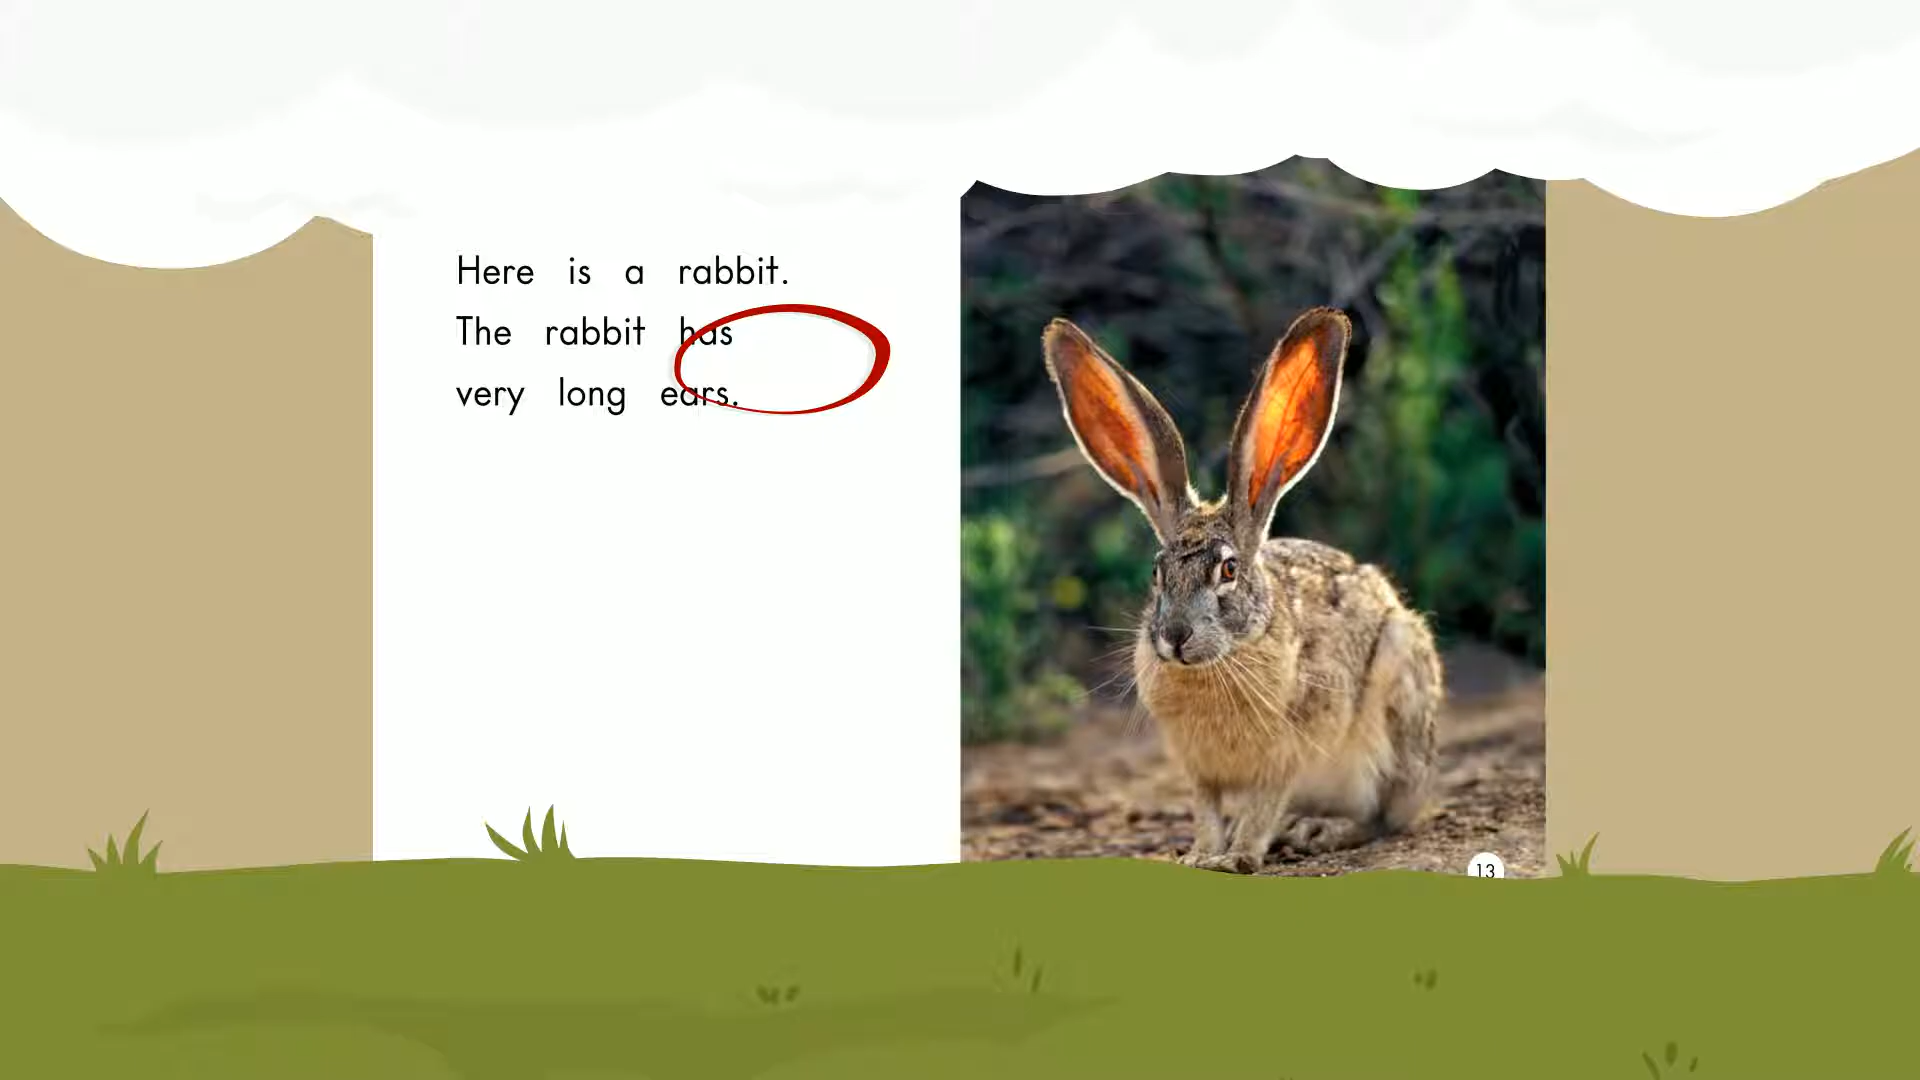 Here is a rabbit.
The rabbit has
very long ears.
13